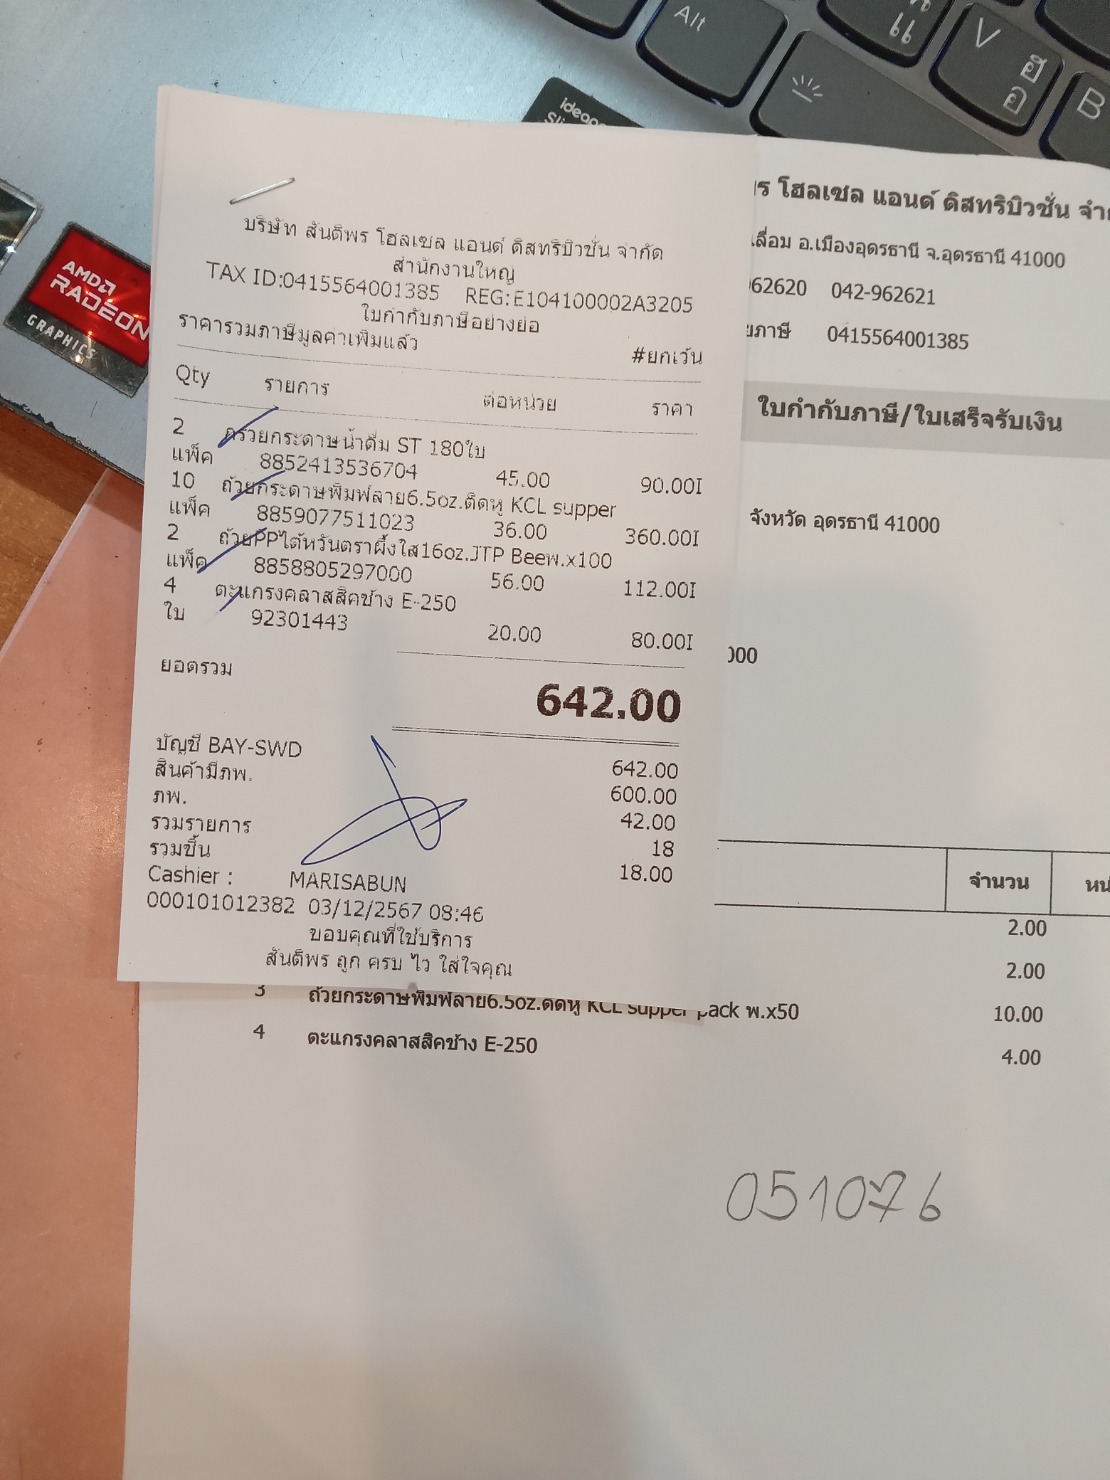 Alt
V
ฮ
อ
B
AMD
RADEON
GRAPHICS
บริษัท สันติพร โฮลเซล แอนด์ ดิสทริบิวชั่น จำกัด
สำนักงานใหญ่
TAX ID:0415564001385 REG:E104100002A3205
ใบกำกับภาษีอย่างย่อ
ราคารวมภาษีมูลค่าเพิ่มแล้ว #ยกเว้น
Qty รายการ ต่อหน่วย ราคา
2 กรวยกระดาษน้ำดื่ม ST 180ใบ
แพ็ค 8852413536704 45.00 90.00I
10 ถ้วยกระดาษพิมพ์ลาย6.5oz.ติดหู KCL supper
แพ็ค 8859077511023 36.00 360.00I
2 ถ้วยPPไต้หวันตราผึ้งใส16oz.JTP Beew.x100
แพ็ค 8858805297000 56.00 112.00I
4 ตะแกรงคลาสสิคช้าง E-250
ใบ 92301443 20.00 80.00I
ยอดรวม 642.00
บัญชี BAY-SWD 642.00
สินค้ามีภพ. 600.00
ภพ. 42.00
รวมรายการ 18
รวมชิ้น 18.00
Cashier : MARISABUN
000101012382 03/12/2567 08:46
ขอบคุณที่ใช้บริการ
สันติพร ถูก ครบ ไว ใส่ใจคุณ
โฮลเซล แอนด์ ดิสทริบิวชั่น
อ.เมืองอุดรธานี จ.อุดรธานี 41000
962620 042-962621
0415564001385
ใบกำกับภาษี/ใบเสร็จรับเงิน
จังหวัด อุดรธานี 41000
000
จำนวน
2.00
2.00
3 ถ้วยกระดาษพิมพ์ลาย6.5oz.ติดหู KCL supper pack พ.x50 10.00
4 ตะแกรงคลาสสิคช้าง E-250 4.00
051076